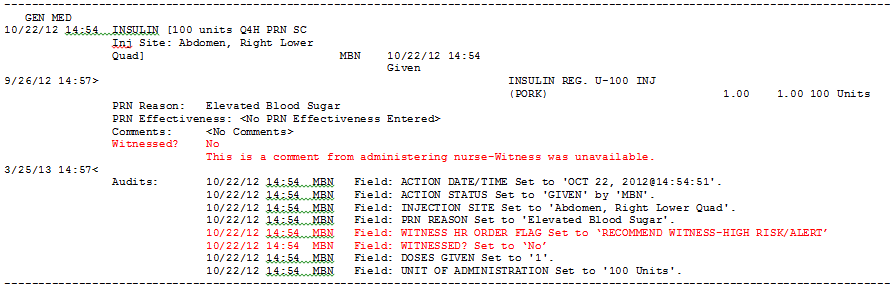 GEN MED
10/22/12 14:54 INSULIN [100 units Q4H PRN SC
Inj Site: Abdomen, Right Lower
Quad] MBN 10/22/12 14:54
Given
9/26/12 14:57> INSULIN REG. U-100 INJ
(PORK) 1.00 1.00 100 Units
PRN Reason: Elevated Blood Sugar
PRN Effectiveness: <No PRN Effectiveness Entered>
Comments: <No Comments>
Witnessed? No
This is a comment from administering nurse-Witness was unavailable.
3/25/13 14:57<
Audits: 10/22/12 14:54 MBN Field: ACTION DATE/TIME Set to 'OCT 22, 2012@14:54:51'.
10/22/12 14:54 MBN Field: ACTION STATUS Set to 'GIVEN' by 'MBN'.
10/22/12 14:54 MBN Field: INJECTION SITE Set to 'Abdomen, Right Lower Quad'.
10/22/12 14:54 MBN Field: PRN REASON Set to 'Elevated Blood Sugar'.
10/22/12 14:54 MBN Field: WITNESS HR ORDER FLAG Set to ‘RECOMMEND WITNESS-HIGH RISK/ALERT’
10/22/12 14:54 MBN Field: WITNESSED? Set to ‘No’
10/22/12 14:54 MBN Field: DOSES GIVEN Set to '1'.
10/22/12 14:54 MBN Field: UNIT OF ADMINISTRATION Set to '100 Units'.